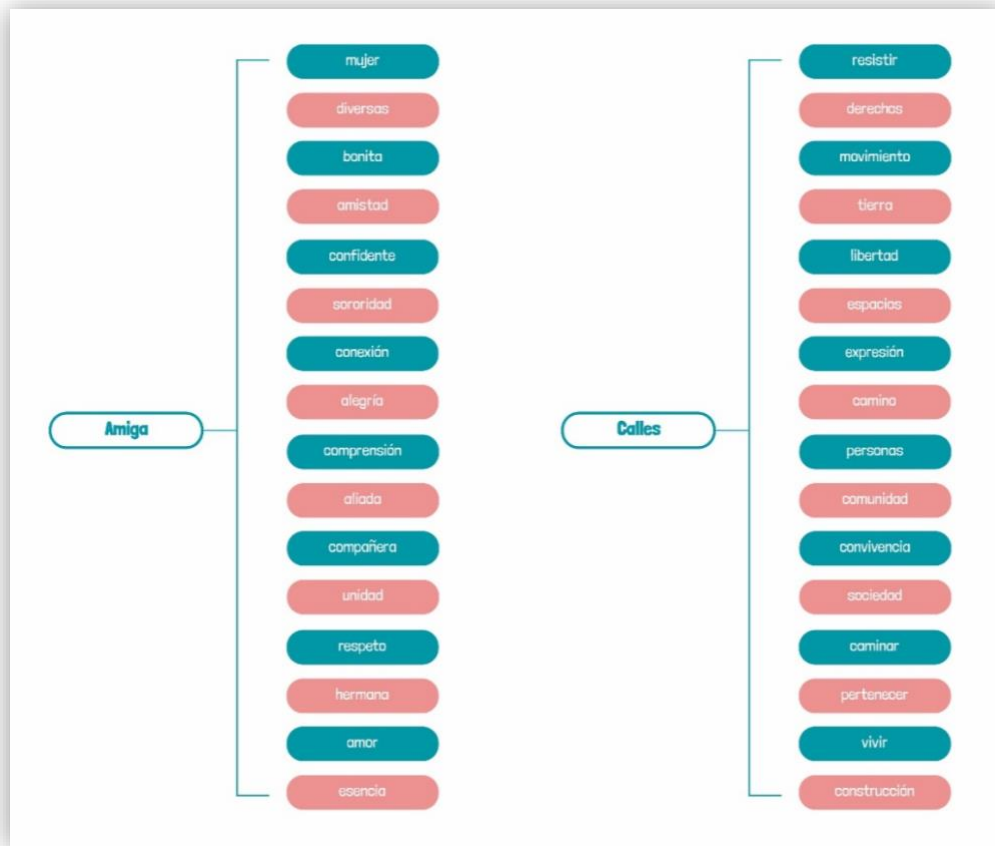 mujer
diversas
bonita
amistad
confidente
sororidad
conexión
alegría
Amiga
comprensión
aliada
compañera
unidad
respeto
hermana
amor
esencia
resistir
derechos
movimiento
tierra
libertad
espacios
expresión
camino
Calles
personas
comunidad
convivencia
sociedad
caminar
pertenecer
vivir
construcción